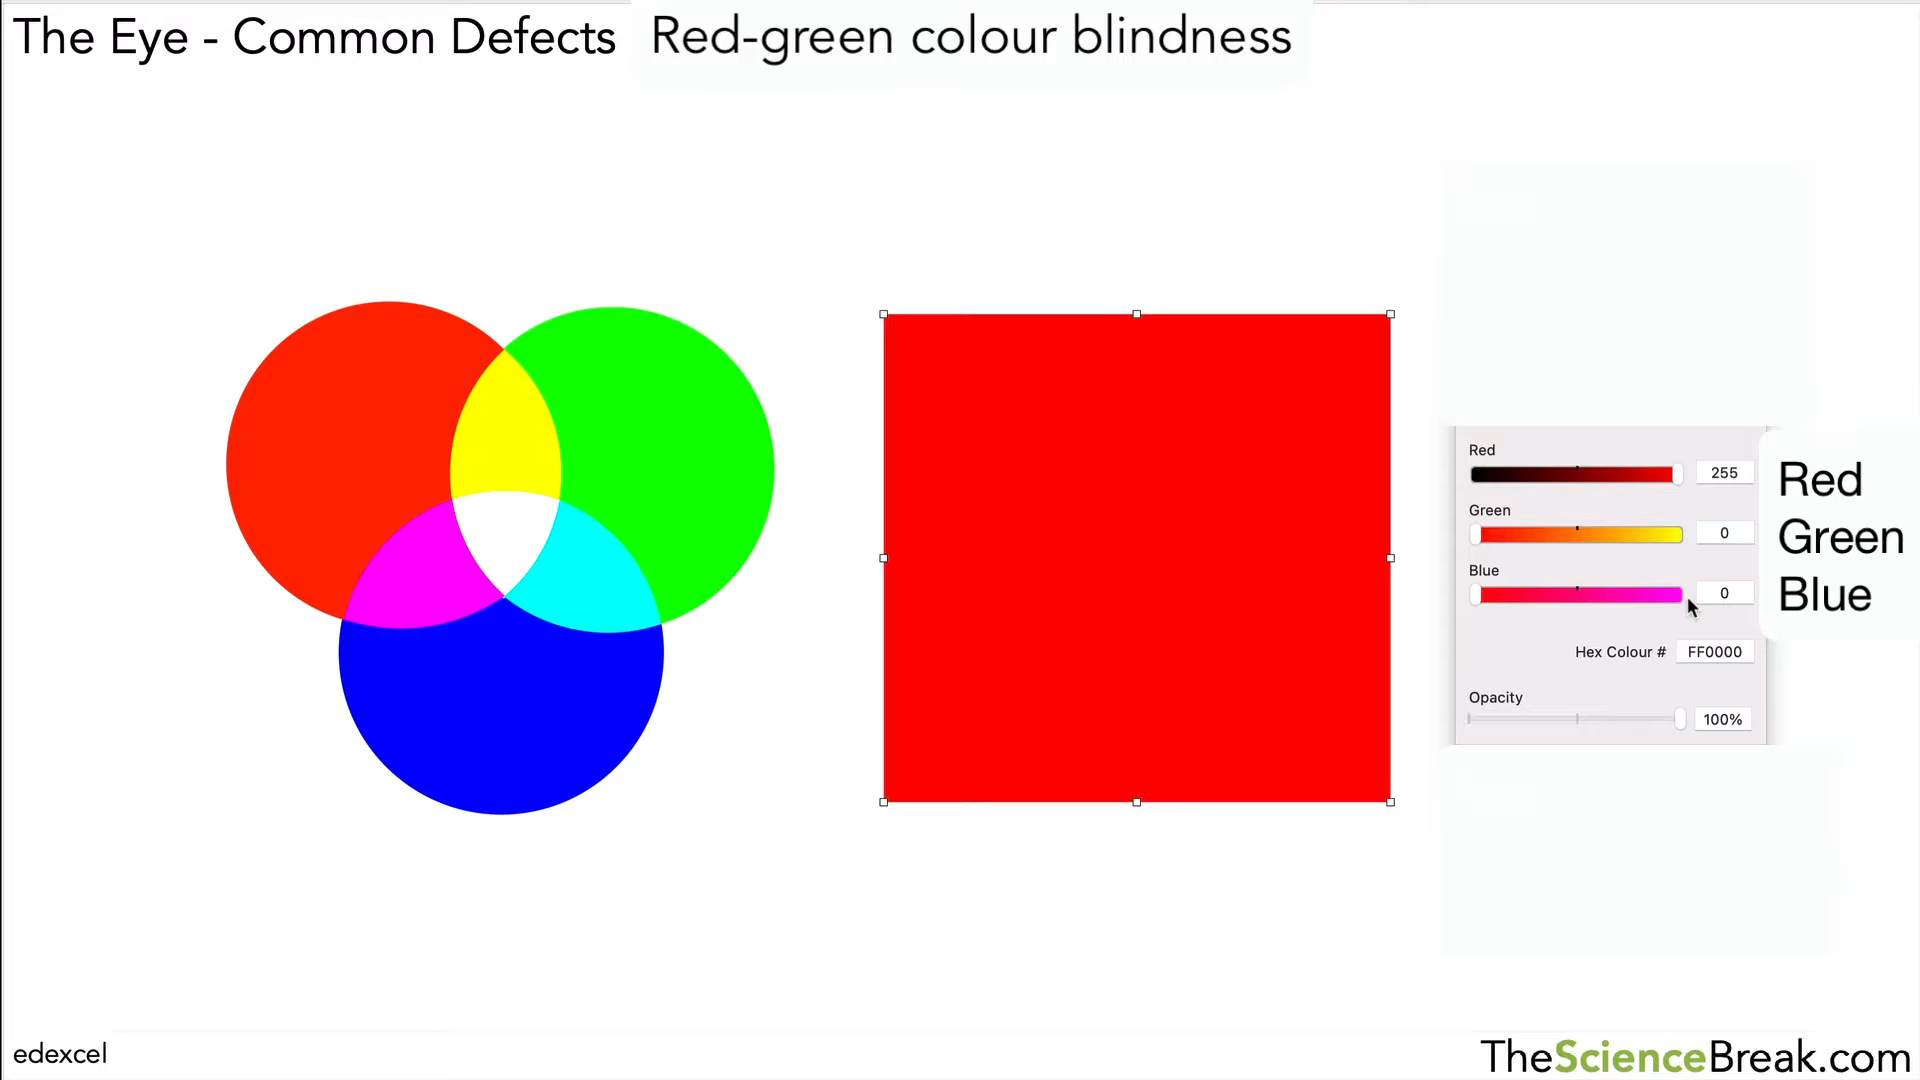 The Eye - Common Defects Red-green colour blindness
Red
255
Green
0
Blue
0
Hex Colour # FF0000
Opacity
100%
Red
Green
Blue
edexcel
TheScienceBreak.com